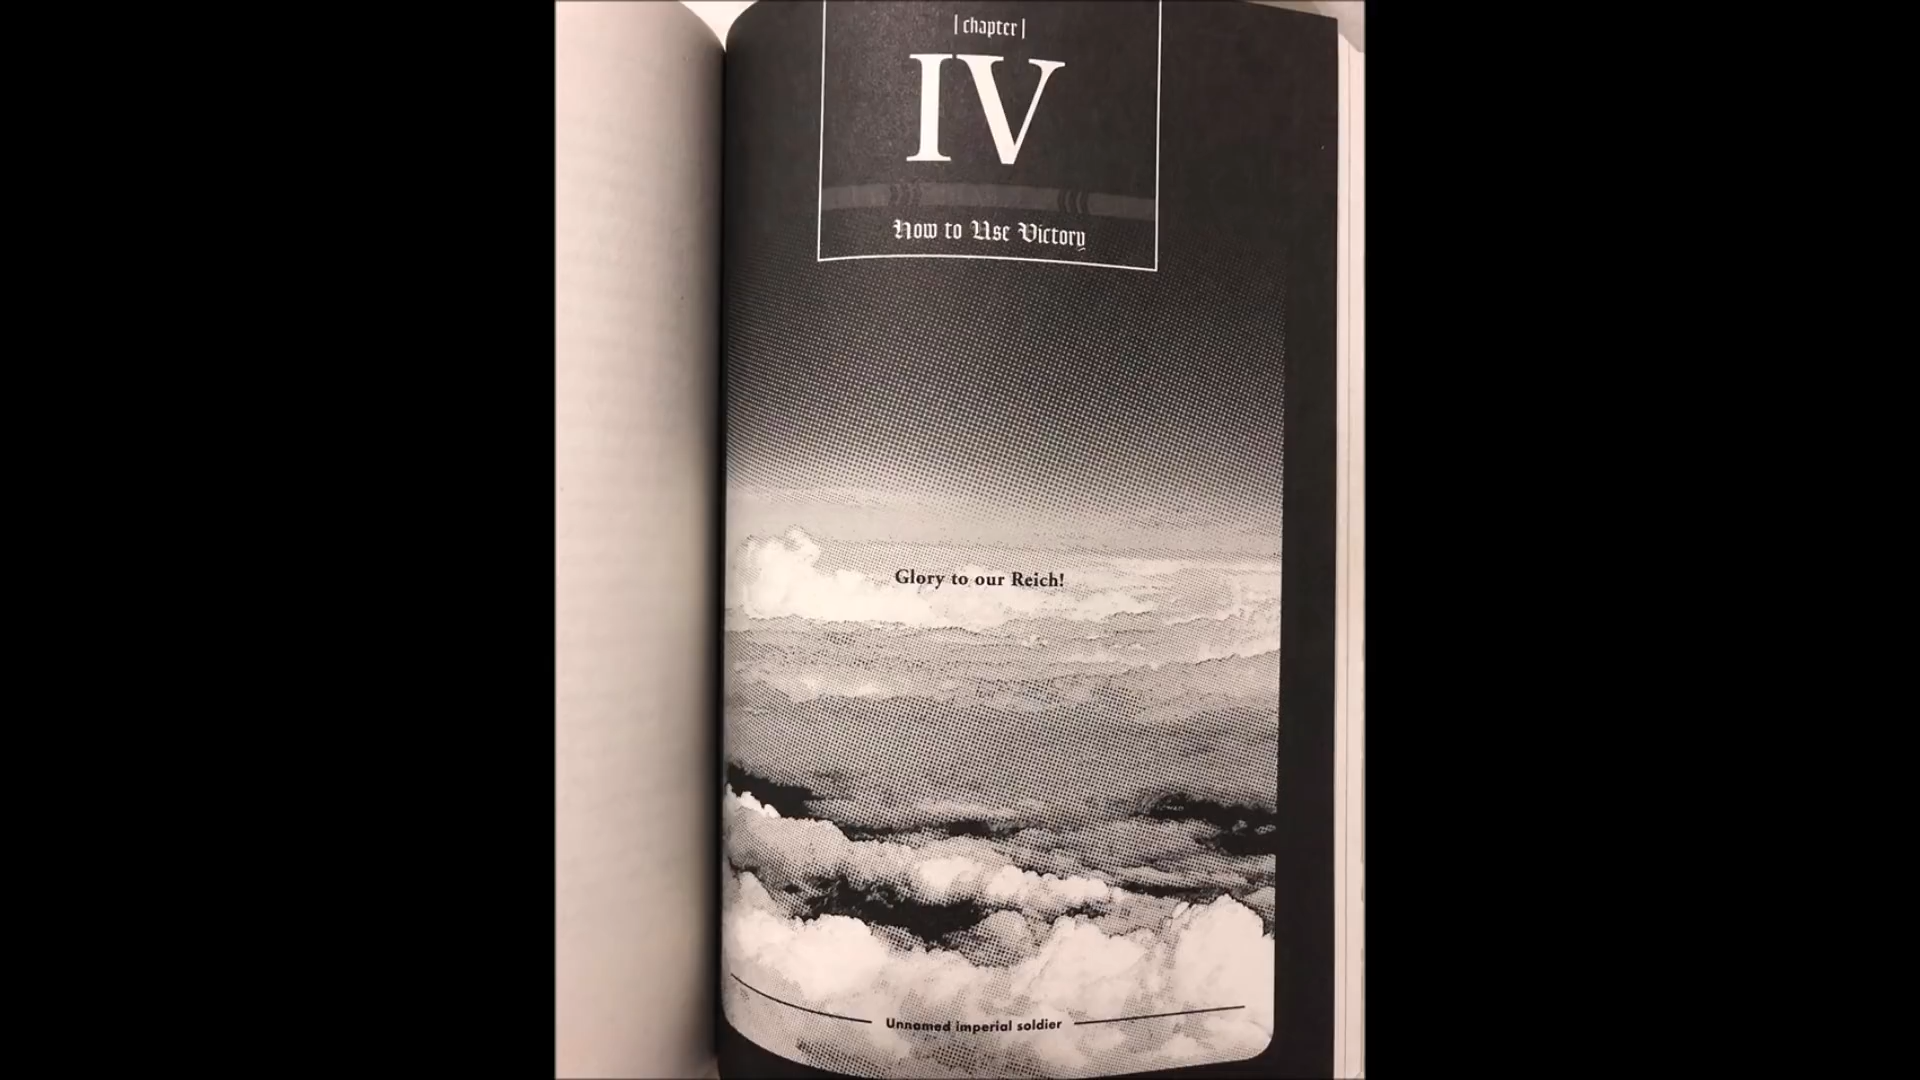 | chapter |
IV
How to Use Victory
Glory to our Reich!
Unnamed imperial soldier